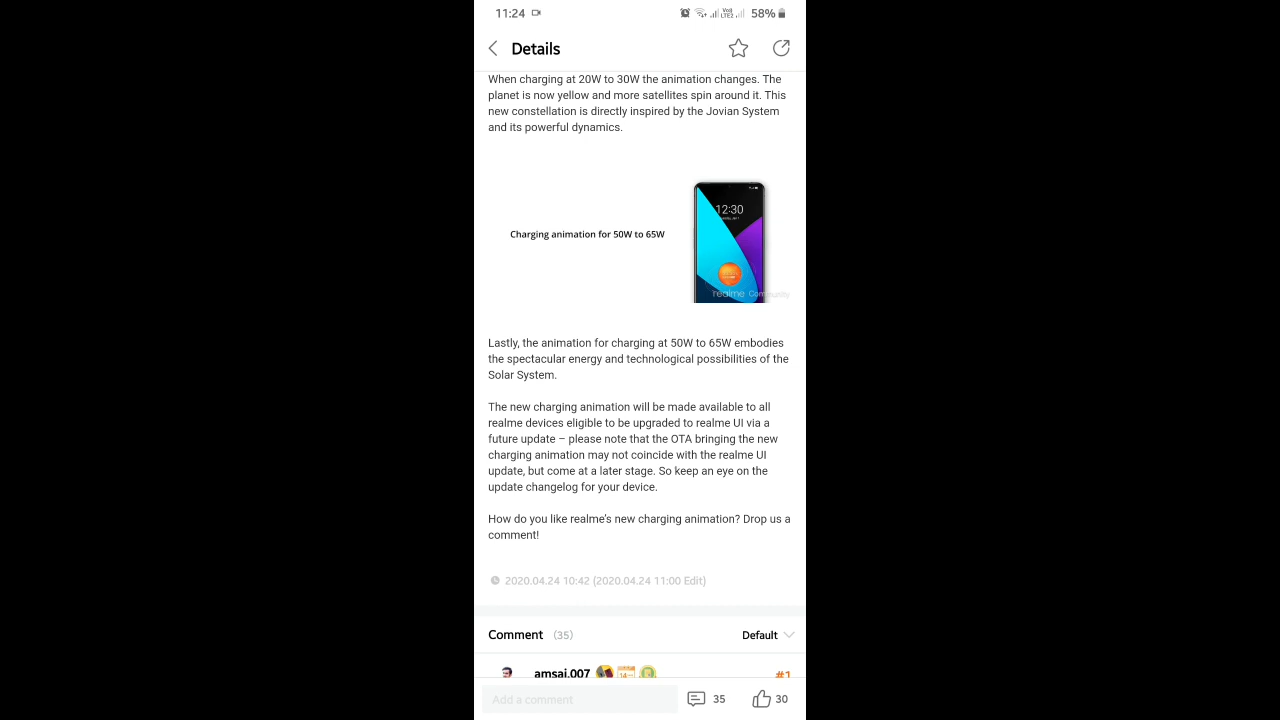 11:24 58%
Details
When charging at 20W to 30W the animation changes. The
planet is now yellow and more satellites spin around it. This
new constellation is directly inspired by the Jovian System
and its powerful dynamics.
12:30
Charging animation for 50W to 65W
realme Community
Lastly, the animation for charging at 50W to 65W embodies
the spectacular energy and technological possibilities of the
Solar System.
The new charging animation will be made available to all
realme devices eligible to be upgraded to realme UI via a
future update – please note that the OTA bringing the new
charging animation may not coincide with the realme UI
update, but come at a later stage. So keep an eye on the
update changelog for your device.
How do you like realme's new charging animation? Drop us a
comment!
2020.04.24 10:42 (2020.04.24 11:00 Edit)
Comment (35) Default
amsai.007 #1
Add a comment 35 30